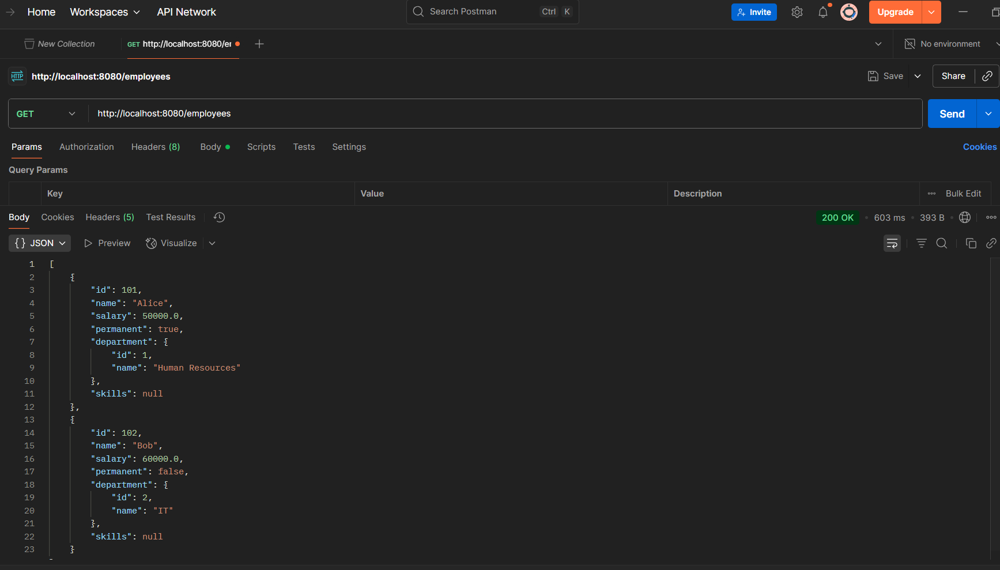 Home Workspaces API Network Search Postman Ctrl K Invite Upgrade
New Collection GET http://localhost:8080/er No environment
HTTP http://localhost:8080/employees Save Share
GET http://localhost:8080/employees Send
Params Authorization Headers (8) Body Scripts Tests Settings Cookies
Query Params
Key Value Description Bulk Edit
Body Cookies Headers (5) Test Results 200 OK 603 ms 393 B
{} JSON Preview Visualize
1 [
2 {
3 "id": 101,
4 "name": "Alice",
5 "salary": 50000.0,
6 "permanent": true,
7 "department": {
8 "id": 1,
9 "name": "Human Resources"
10 },
11 "skills": null
12 },
13 {
14 "id": 102,
15 "name": "Bob",
16 "salary": 60000.0,
17 "permanent": false,
18 "department": {
19 "id": 2,
20 "name": "IT"
21 },
22 "skills": null
23 }